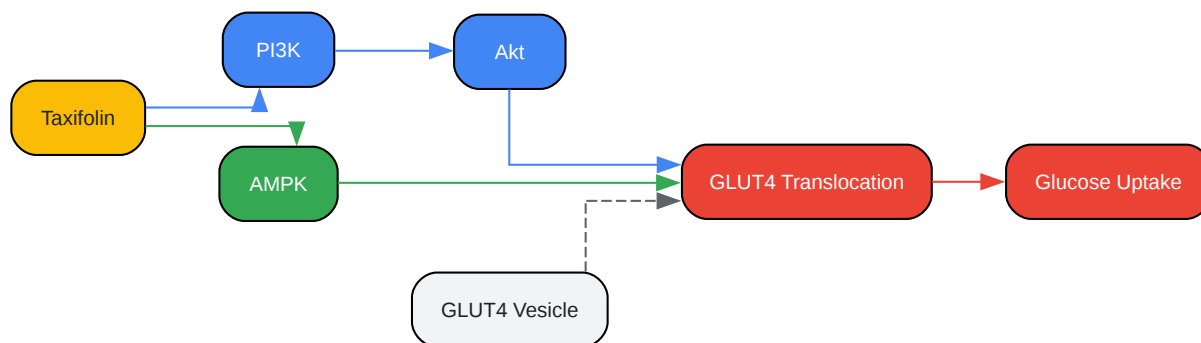 PI3K
Akt
Taxifolin
AMPK
GLUT4 Translocation
Glucose Uptake
GLUT4 Vesicle